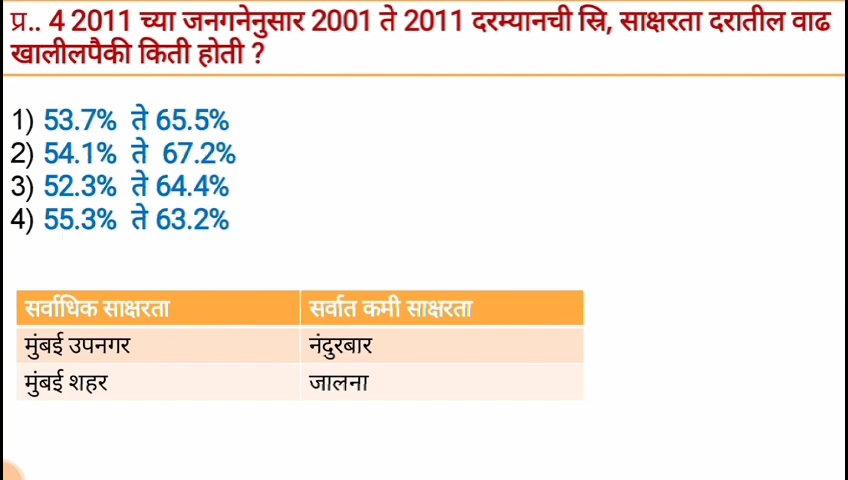 प्र.. 4 2011 च्या जनगनेनुसार 2001 ते 2011 दरम्यानची स्त्रि, साक्षरता दरातील वाढ
खालीलपैकी किती होती ?
1) 53.7% ते 65.5%
2) 54.1% ते 67.2%
3) 52.3% ते 64.4%
4) 55.3% ते 63.2%
सर्वाधिक साक्षरता सर्वात कमी साक्षरता
मुंबई उपनगर नंदुरबार
मुंबई शहर जालना